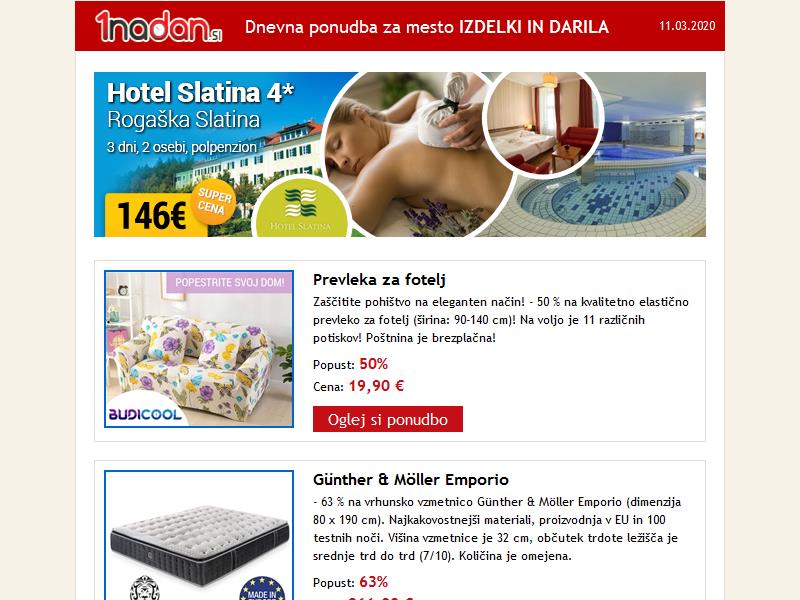 1nadan.SI
Dnevna ponudba za mesto IZDELKI IN DARILA
11.03.2020
Hotel Slatina 4*
Rogaška Slatina
3 dni, 2 osebi, polpenzion
146€
SUPER
CENA
HOTEL SLATINA
POPESTRITE SVOJ DOM!
BUDICOOL
Prevleka za fotelj
Zaščitite pohištvo na eleganten način! - 50 % na kvalitetno elastično
prevleko za fotelj (širina: 90-140 cm)! Na voljo je 11 različnih
potiskov! Poštnina je brezplačna!
Popust: 50%
Cena: 19,90 €
Oglej si ponudbo
Günther & Möller Emporio
- 63 % na vrhunsko vzmetnico Günther & Möller Emporio (dimenzija
80 x 190 cm). Najkakovostnejši materiali, proizvodnja v EU in 100
testnih noči. Višina vzmetnice je 32 cm, občutek trdote ležišča je
srednje trd do trd (7/10). Količina je omejena.
Popust: 63%
MADE IN